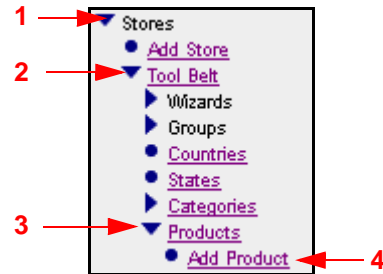 1 Stores
Add Store
2 Tool Belt
Wizards
Groups
Countries
States
Categories
3 Products
Add Product 4